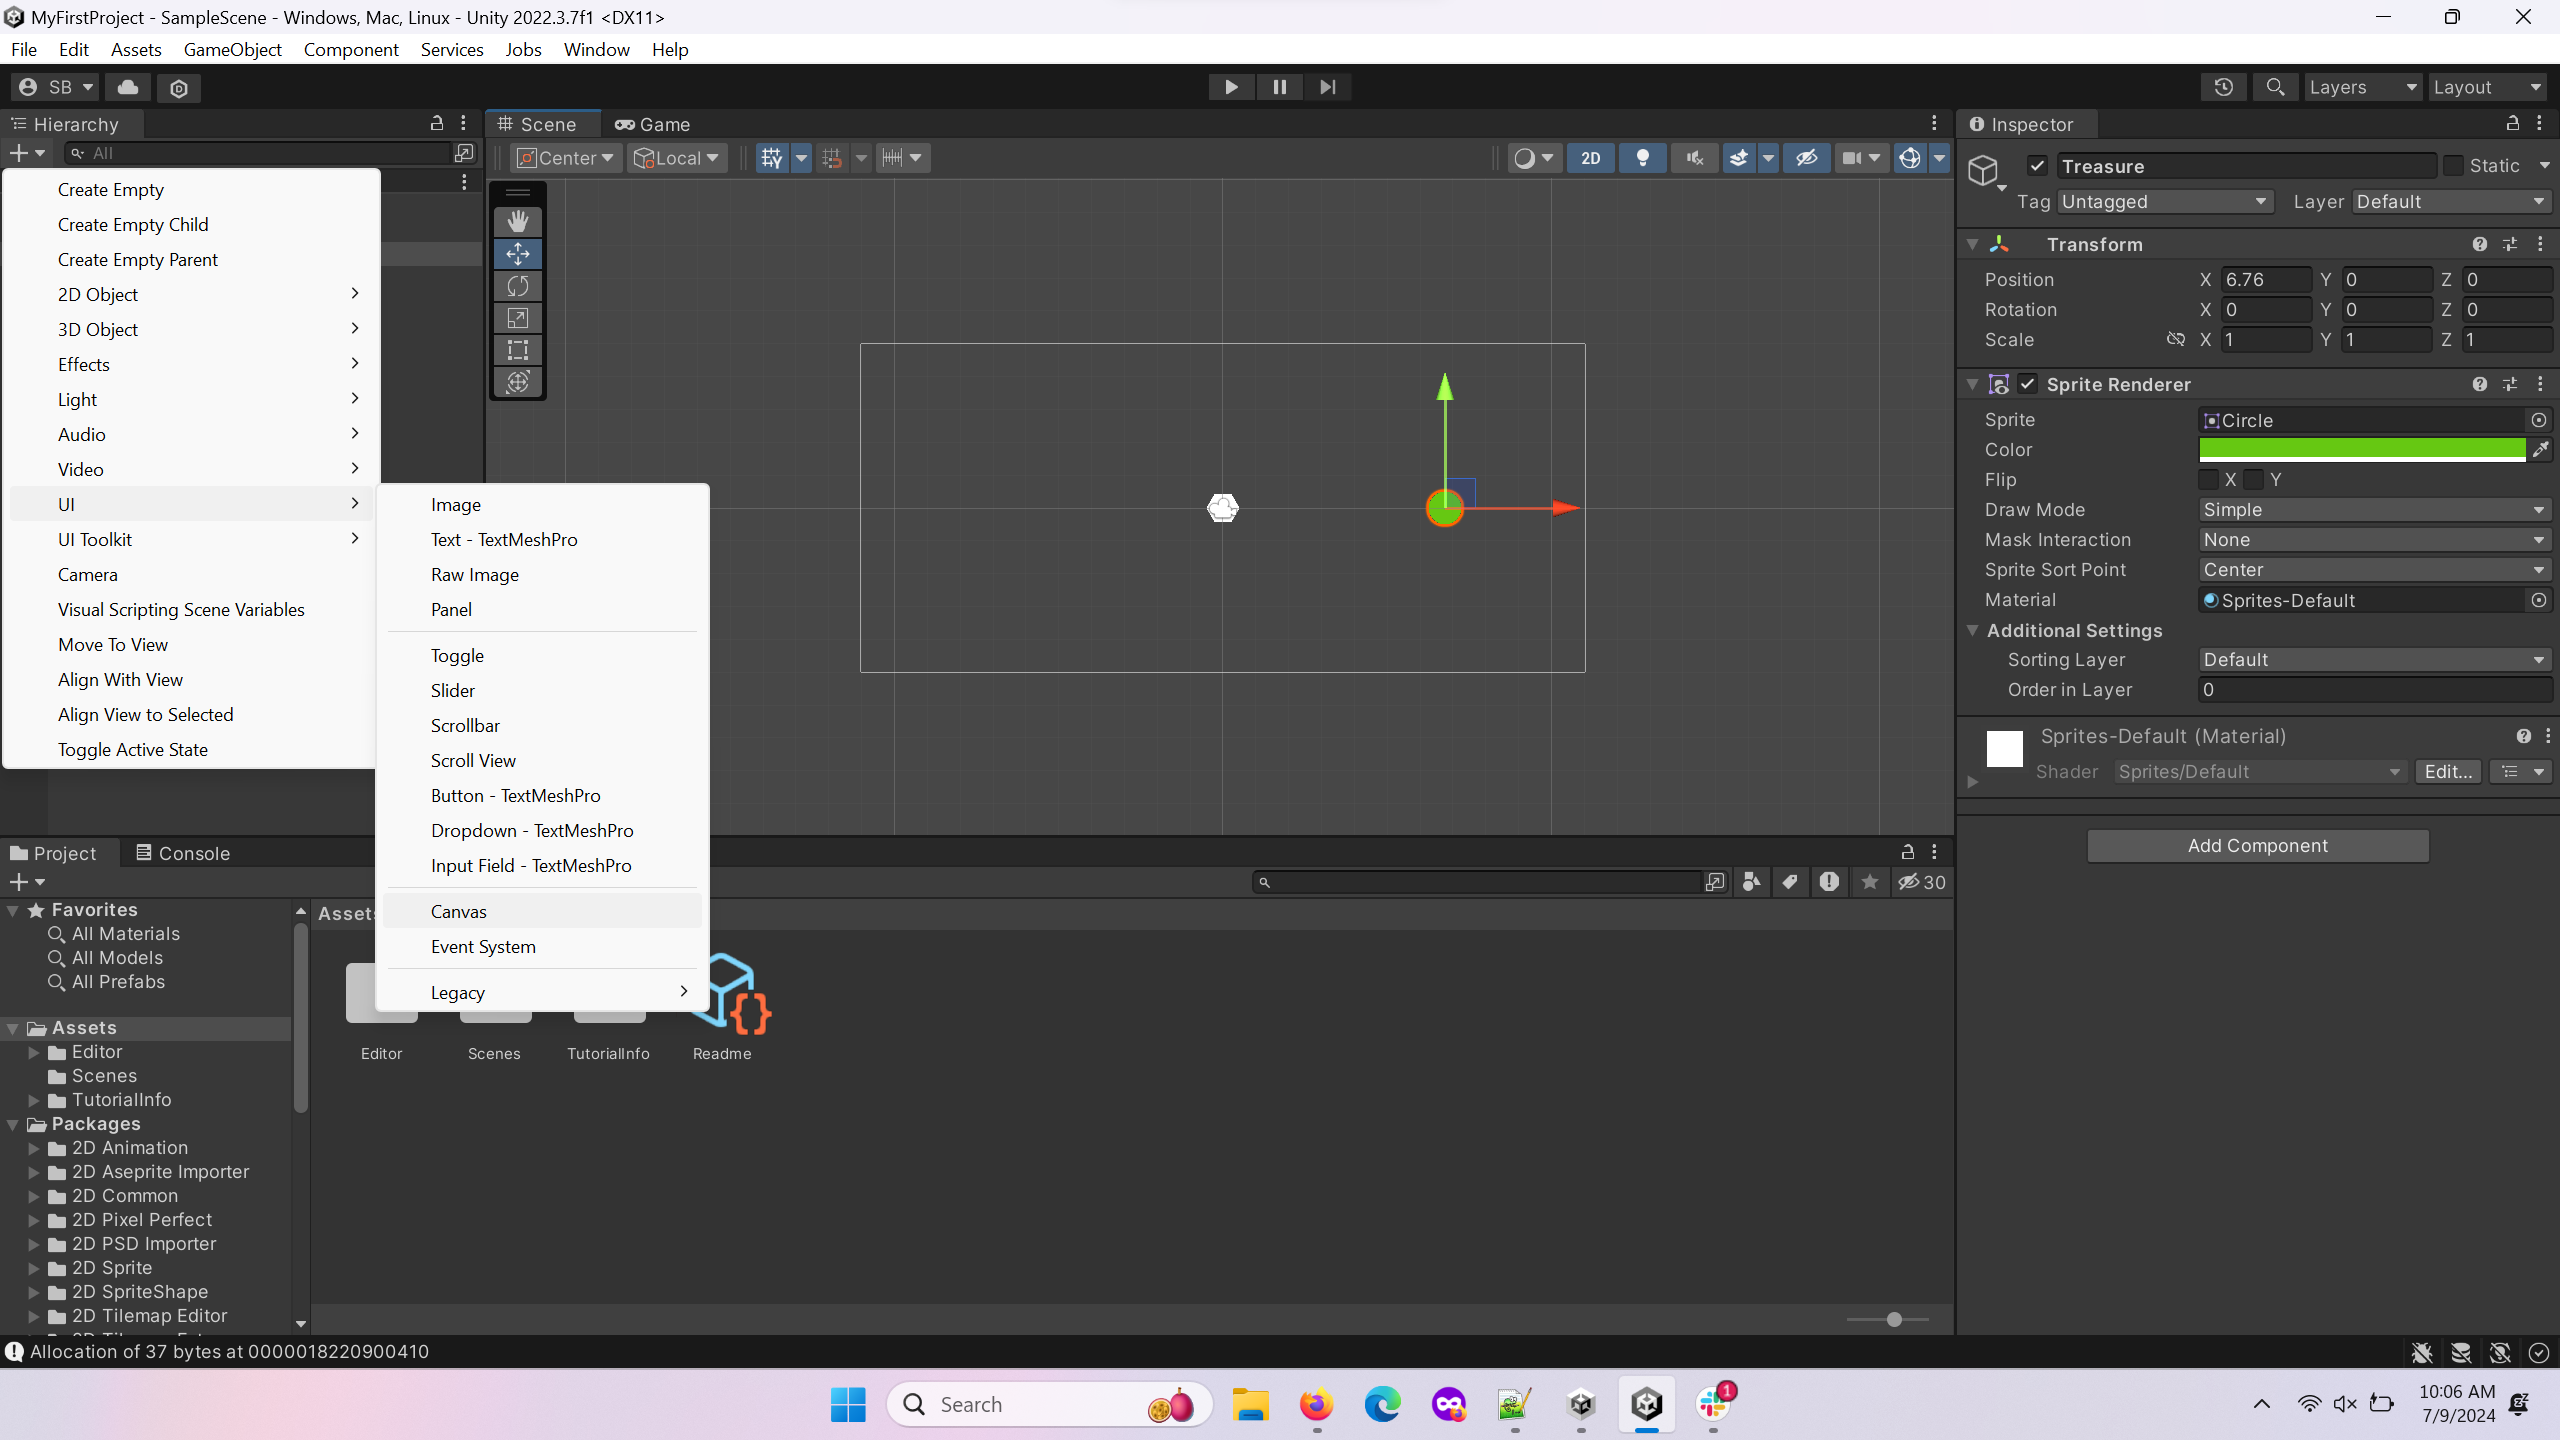 MyFirstProject - SampleScene - Windows, Mac, Linux - Unity 2022.3.7f1 <DX11>
File Edit Assets GameObject Component Services Jobs Window Help
SB
Layers Layout
Hierarchy
Scene Game
Inspector
All
Center Local
2D
Treasure Static
Tag Untagged Layer Default
Create Empty
Create Empty Child
Create Empty Parent
2D Object
3D Object
Effects
Light
Audio
Video
UI
UI Toolkit
Camera
Visual Scripting Scene Variables
Move To View
Align With View
Align View to Selected
Toggle Active State
Image
Text - TextMeshPro
Raw Image
Panel
Toggle
Slider
Scrollbar
Scroll View
Button - TextMeshPro
Dropdown - TextMeshPro
Input Field - TextMeshPro
Canvas
Event System
Legacy
Transform
Position X 6.76 Y 0 Z 0
Rotation X 0 Y 0 Z 0
Scale X 1 Y 1 Z 1
Sprite Renderer
Sprite Circle
Color
Flip X Y
Draw Mode Simple
Mask Interaction None
Sprite Sort Point Center
Material Sprites-Default
Additional Settings
Sorting Layer Default
Order in Layer 0
Sprites-Default (Material)
Shader Sprites/Default Edit...
Add Component
Project Console
30
Favorites
All Materials
All Models
All Prefabs
Assets
Editor
Scenes
TutorialInfo
Packages
2D Animation
2D Aseprite Importer
2D Common
2D Pixel Perfect
2D PSD Importer
2D Sprite
2D SpriteShape
2D Tilemap Editor
Assets
Editor Scenes TutorialInfo Readme
Allocation of 37 bytes at 0000018220900410
Search
1
10:06 AM
7/9/2024